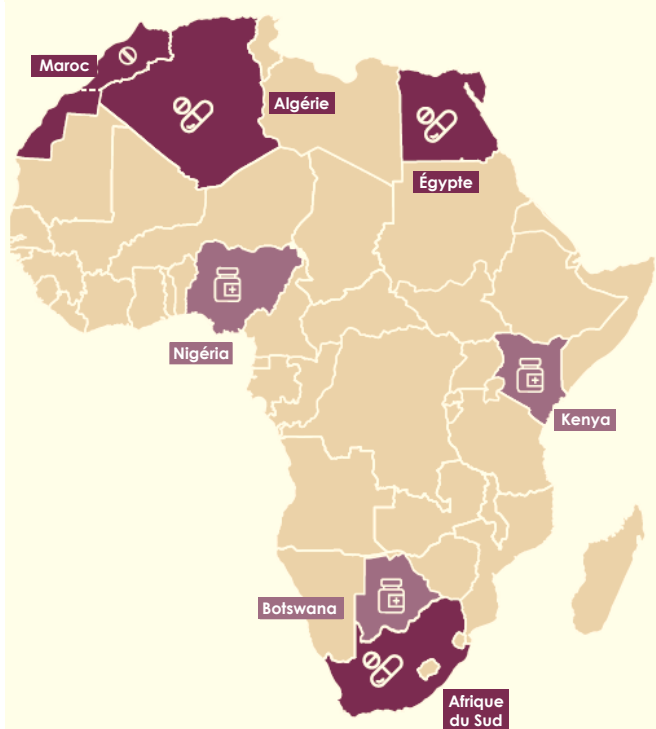 Maroc
Algérie
Égypte
Nigéria
Kenya
Botswana
Afrique
du Sud